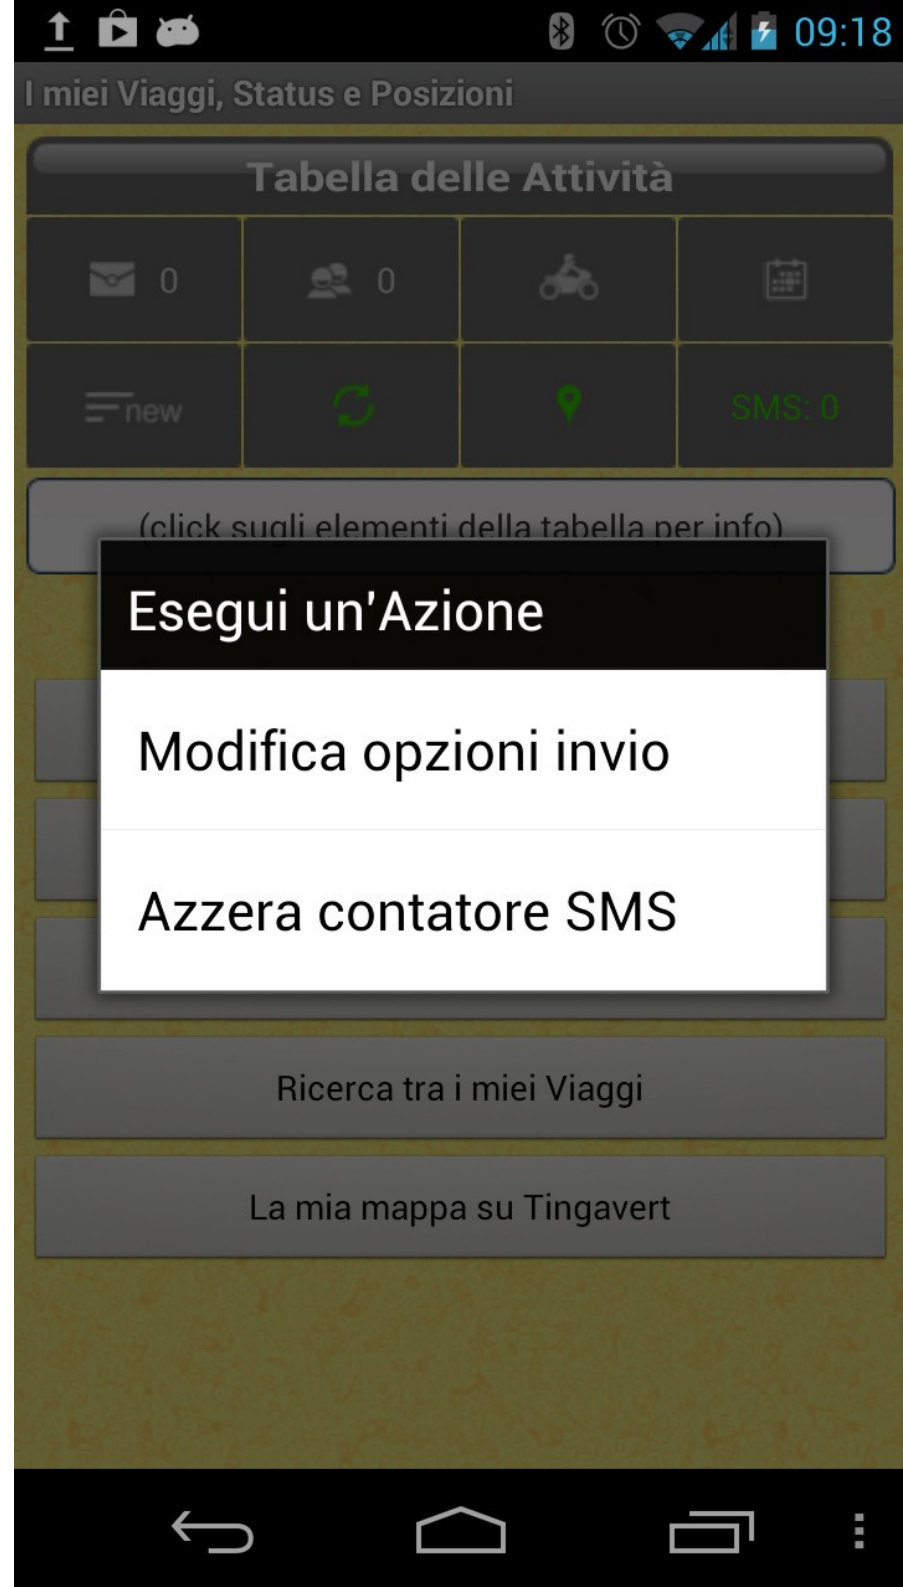 09:18
I miei Viaggi, Status e Posizioni
Tabella delle Attività
0
0
new
SMS: 0
(click sugli elementi della tabella per info)
Esegui un'Azione
Modifica opzioni invio
Azzera contatore SMS
Ricerca tra i miei Viaggi
La mia mappa su Tingavert